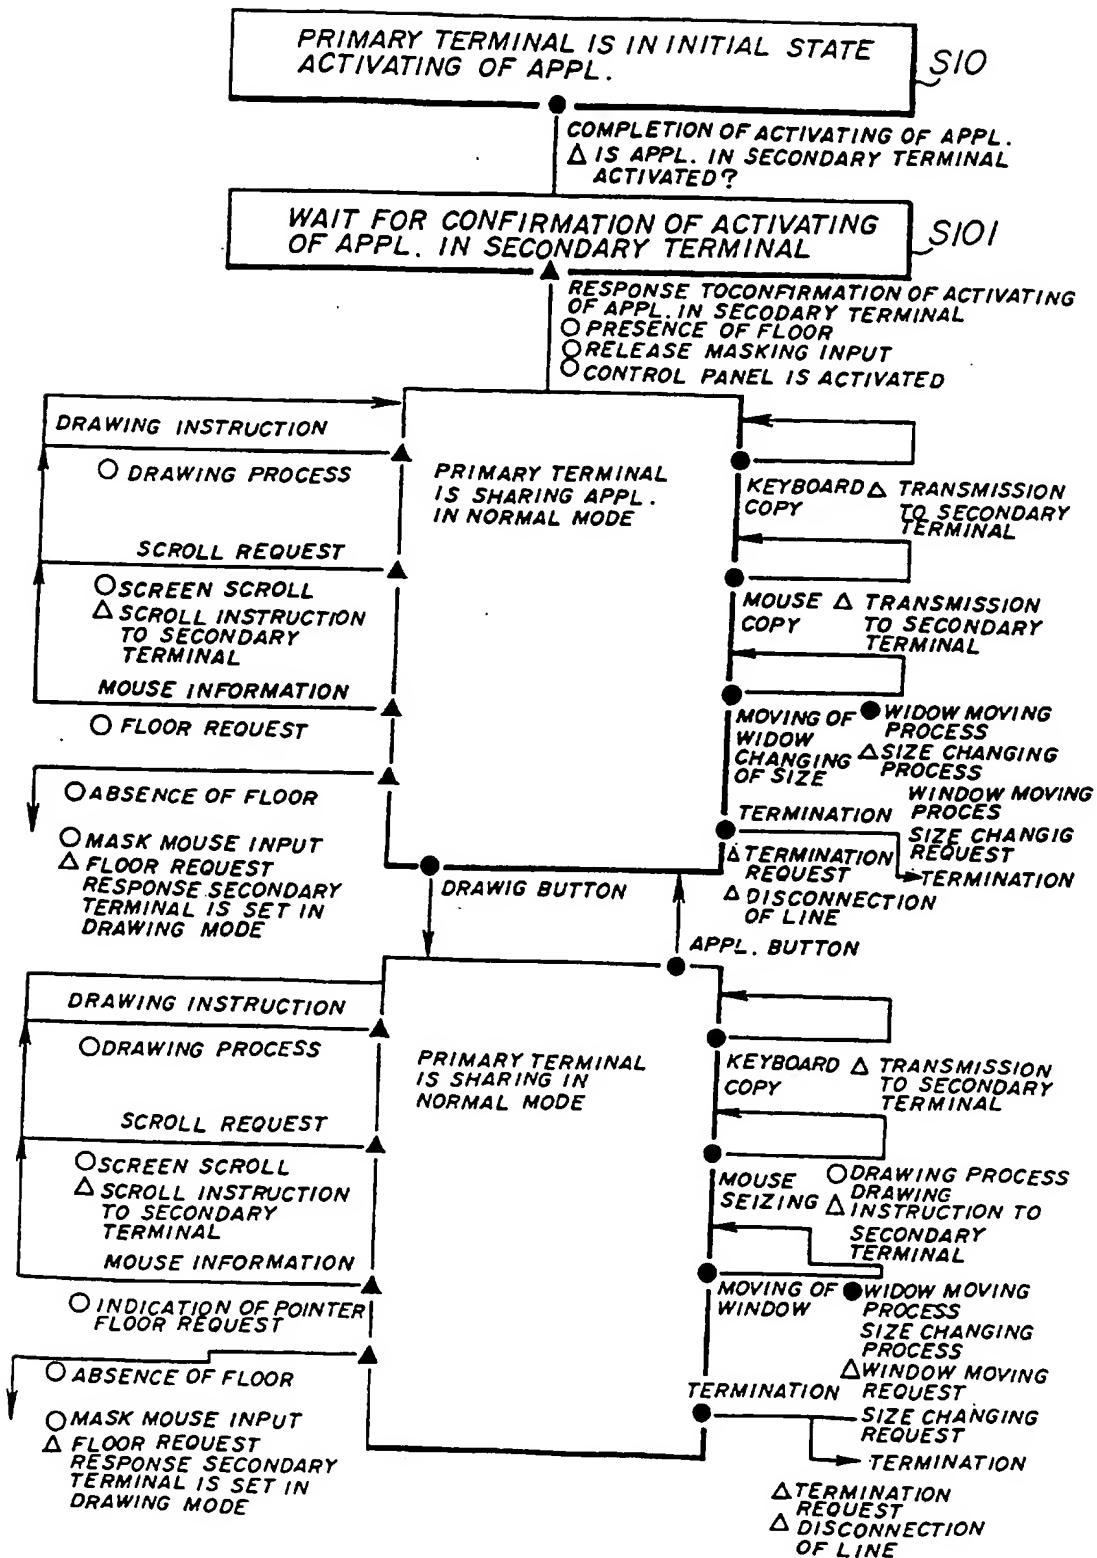 PRIMARY TERMINAL IS IN INITIAL STATE
ACTIVATING OF APPL.
S10
COMPLETION OF ACTIVATING OF APPL.
△ IS APPL. IN SECONDARY TERMINAL
ACTIVATED?
WAIT FOR CONFIRMATION OF ACTIVATING
OF APPL. IN SECONDARY TERMINAL
S101
RESPONSE TOCONFIRMATION OF ACTIVATING
OF APPL. IN SECODARY TERMINAL
○ PRESENCE OF FLOOR
○ RELEASE MASKING INPUT
○ CONTROL PANEL IS ACTIVATED
DRAWING INSTRUCTION
○ DRAWING PROCESS
SCROLL REQUEST
○ SCREEN SCROLL
△ SCROLL INSTRUCTION
TO SECONDARY
TERMINAL
MOUSE INFORMATION
○ FLOOR REQUEST
○ ABSENCE OF FLOOR
○ MASK MOUSE INPUT
△ FLOOR REQUEST
RESPONSE SECONDARY
TERMINAL IS SET IN
DRAWING MODE
PRIMARY TERMINAL
IS SHARING APPL.
IN NORMAL MODE
KEYBOARD
COPY
△ TRANSMISSION
TO SECONDARY
TERMINAL
MOUSE
COPY
△ TRANSMISSION
TO SECONDARY
TERMINAL
MOVING OF
WIDOW
CHANGING
OF SIZE
● WIDOW MOVING
PROCESS
△ SIZE CHANGING
PROCESS
WINDOW MOVING
PROCES
SIZE CHANGIG
REQUEST
TERMINATION
TERMINATION
△ TERMINATION
REQUEST
△ DISCONNECTION
OF LINE
DRAWIG BUTTON
APPL. BUTTON
DRAWING INSTRUCTION
○ DRAWING PROCESS
SCROLL REQUEST
○ SCREEN SCROLL
△ SCROLL INSTRUCTION
TO SECONDARY
TERMINAL
MOUSE INFORMATION
○ INDICATION OF POINTER
FLOOR REQUEST
○ ABSENCE OF FLOOR
○ MASK MOUSE INPUT
△ FLOOR REQUEST
RESPONSE SECONDARY
TERMINAL IS SET IN
DRAWING MODE
PRIMARY TERMINAL
IS SHARING IN
NORMAL MODE
KEYBOARD
COPY
△ TRANSMISSION
TO SECONDARY
TERMINAL
MOUSE
SEIZING
○ DRAWING PROCESS
DRAWING
△ INSTRUCTION TO
SECONDARY
TERMINAL
MOVING OF
WINDOW
● WIDOW MOVING
PROCESS
SIZE CHANGING
PROCESS
△ WINDOW MOVING
REQUEST
SIZE CHANGING
REQUEST
TERMINATION
TERMINATION
△ TERMINATION
REQUEST
△ DISCONNECTION
OF LINE